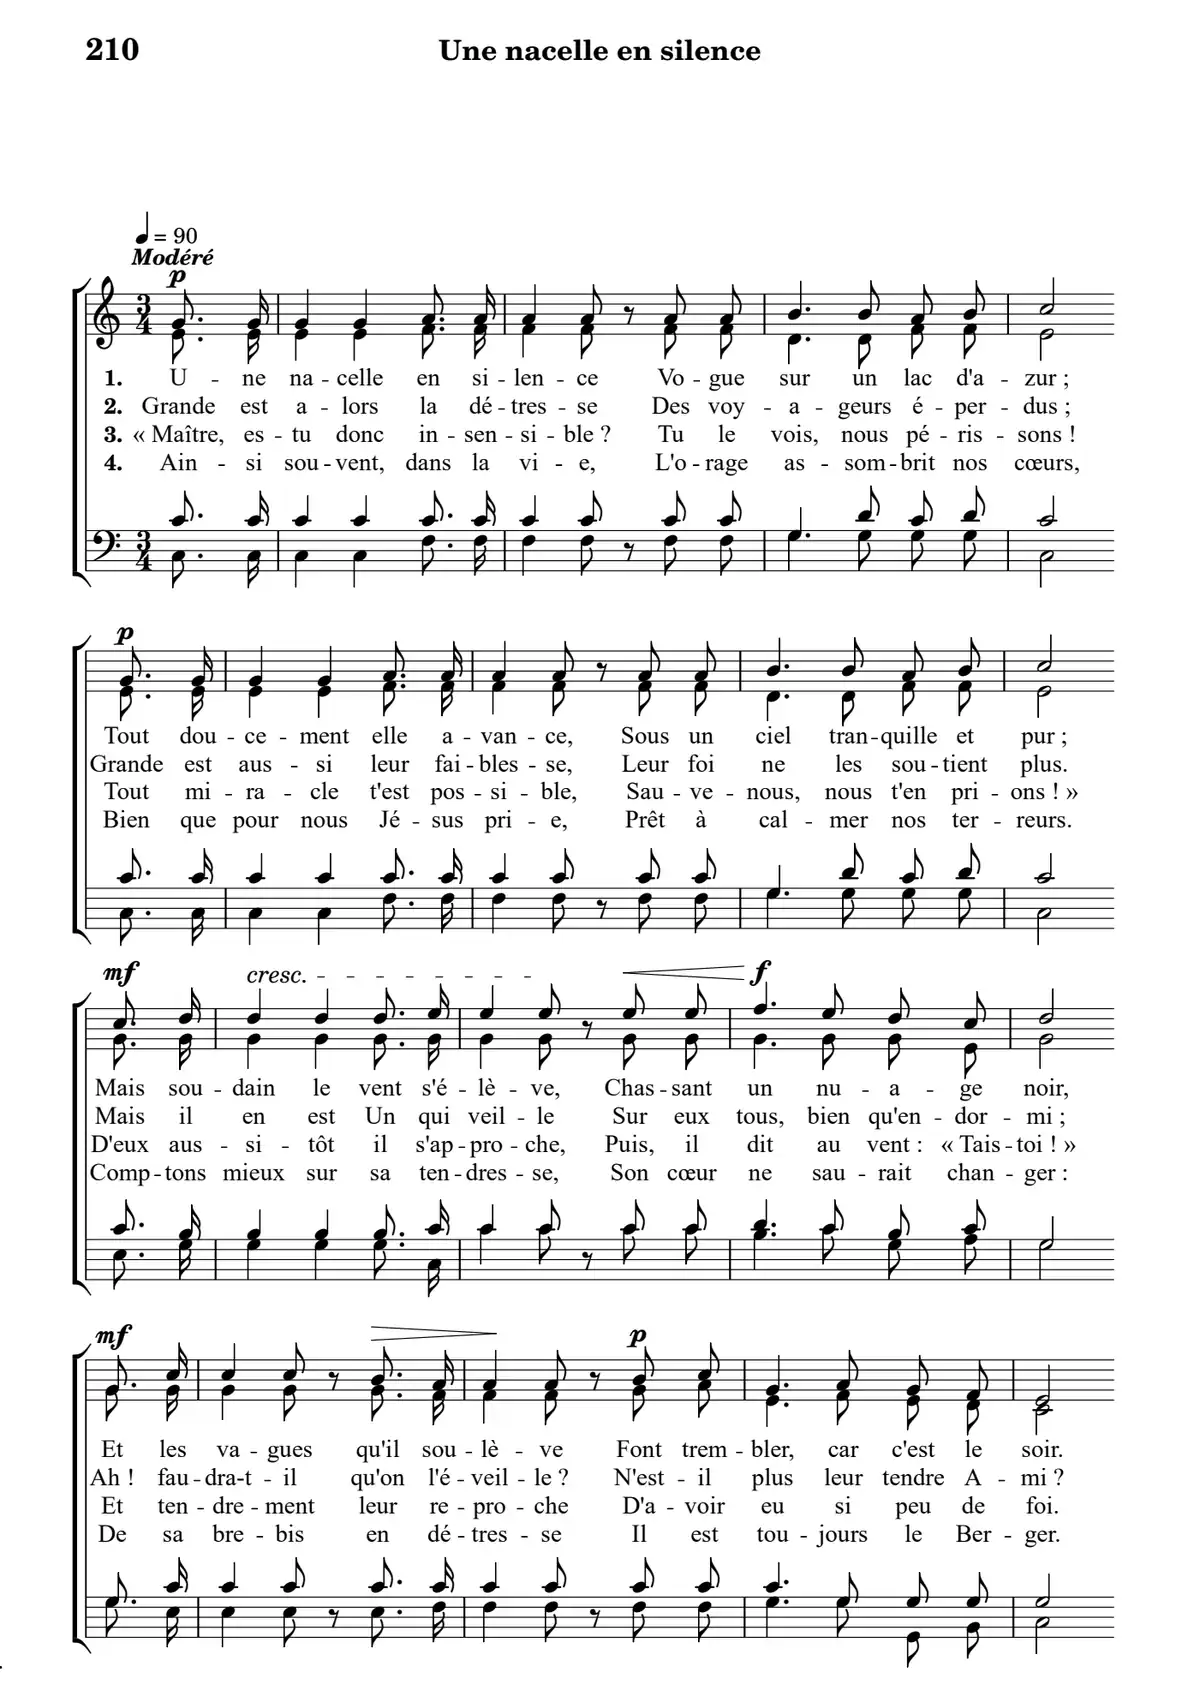 210 Une nacelle en silence
= 90
Modéré
p
1. U - ne na - celle en si - len - ce Vo - gue sur un lac d'a - zur ;
2. Grande est a - lors la dé - tres - se Des voy - a - geurs é - per - dus ;
3. « Maître, es - tu donc in - sen - si - ble ? Tu le vois, nous pé - ris - sons !
4. Ain - si sou - vent, dans la vi - e, L'o - rage as - som - brit nos cœurs,
p
Tout dou - ce - ment elle a - van - ce, Sous un ciel tran - quille et pur ;
Grande est aus - si leur fai - bles - se, Leur foi ne les sou - tient plus.
Tout mi - ra - cle t'est pos - si - ble, Sau - ve - nous, nous t'en pri - ons ! »
Bien que pour nous Jé - sus pri - e, Prêt à cal - mer nos ter - reurs.
mf cresc. f
Mais sou - dain le vent s'é - lè - ve, Chas - sant un nu - a - ge noir,
Mais il en est Un qui veil - le Sur eux tous, bien qu'en - dor - mi ;
D'eux aus - si - tôt il s'ap - pro - che, Puis, il dit au vent : « Tais - toi ! »
Comp - tons mieux sur sa ten - dres - se, Son cœur ne sau - rait chan - ger :
mf p
Et les va - gues qu'il sou - lè - ve Font trem - bler, car c'est le soir.
Ah ! fau - dra-t - il qu'on l'é - veil - le ? N'est - il plus leur tendre A - mi ?
Et ten - dre - ment leur re - pro - che D'a - voir eu si peu de foi.
De sa bre - bis en dé - tres - se Il est tou - jours le Ber - ger.